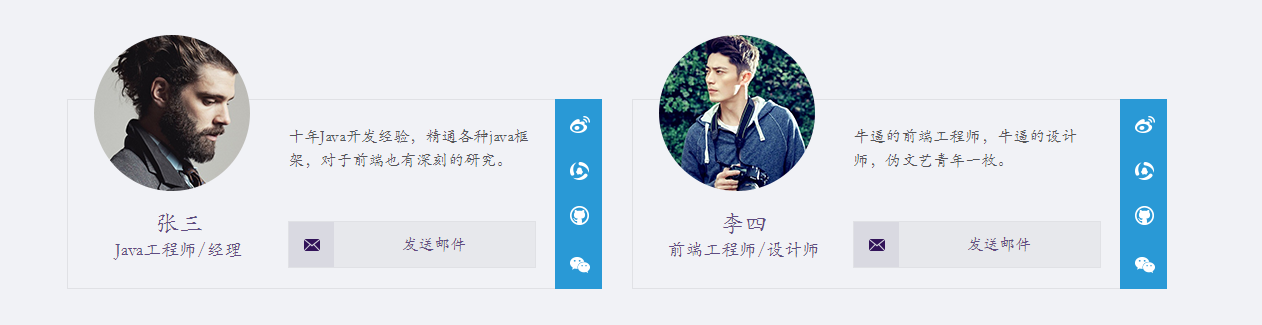 十年Java开发经验，精通各种java框
架，对于前端也有深刻的研究。
张三
Java工程师/经理
发送邮件
牛逼的前端工程师，牛逼的设计
师，伪文艺青年一枚。
李四
前端工程师/设计师
发送邮件